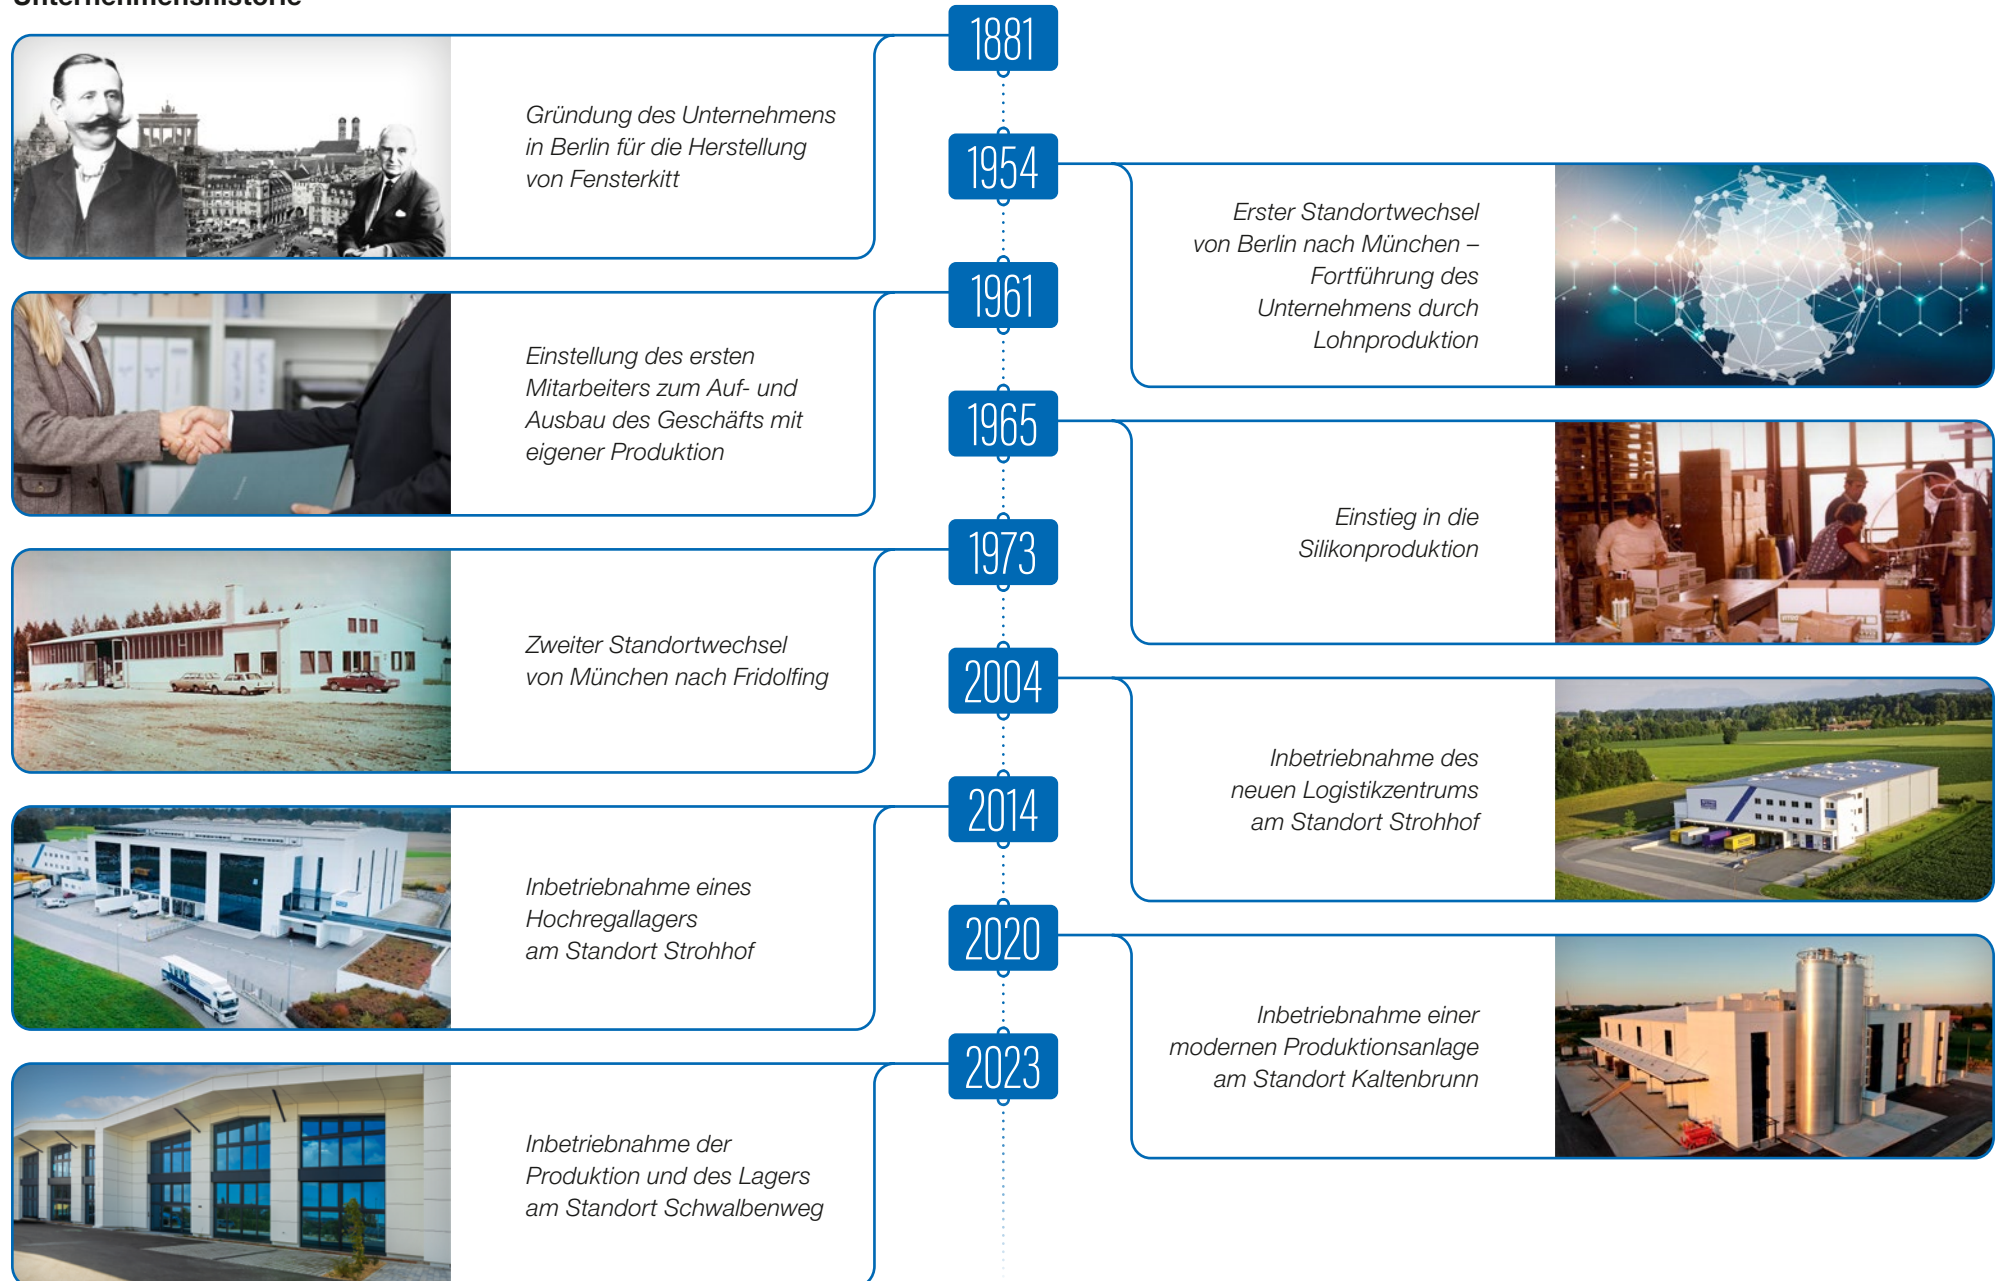 Unternehmenshistorie
1881
Gründung des Unternehmens
in Berlin für die Herstellung
von Fensterkitt
1954
Erster Standortwechsel
von Berlin nach München –
Fortführung des
Unternehmens durch
Lohnproduktion
1961
Einstellung des ersten
Mitarbeiters zum Auf- und
Ausbau des Geschäfts mit
eigener Produktion
1965
Einstieg in die
Silikonproduktion
1973
Zweiter Standortwechsel
von München nach Fridolfing
2004
Inbetriebnahme des
neuen Logistikzentrums
am Standort Strohhof
2014
Inbetriebnahme eines
Hochregallagers
am Standort Strohhof
2020
Inbetriebnahme einer
modernen Produktionsanlage
am Standort Kaltenbrunn
2023
Inbetriebnahme der
Produktion und des Lagers
am Standort Schwalbenweg